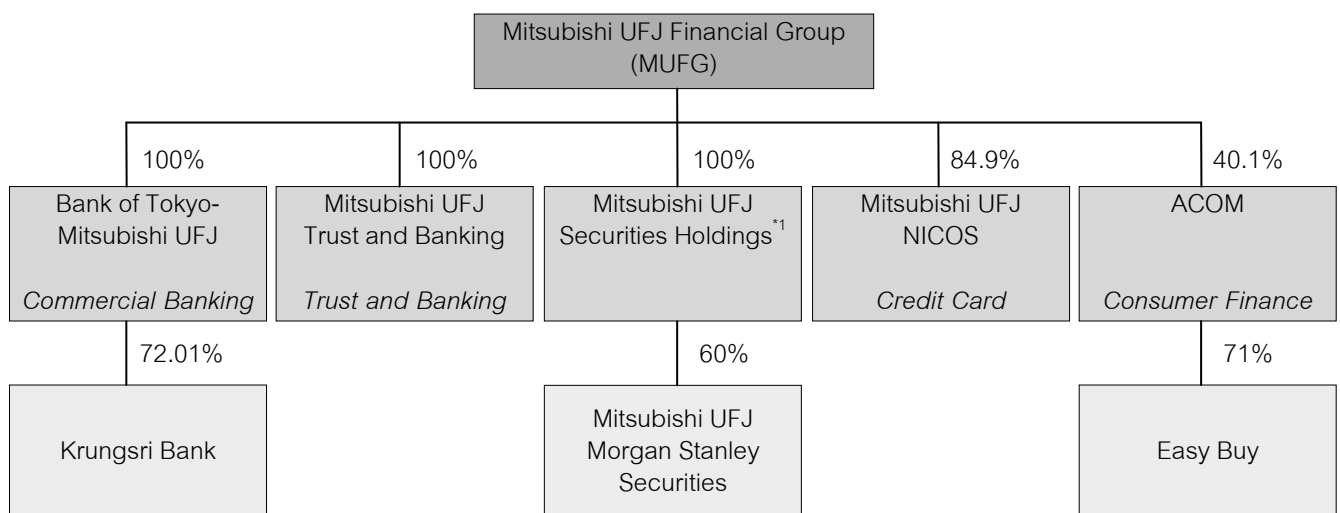 Mitsubishi UFJ Financial Group
(MUFG)
100%
100%
100%
84.9%
40.1%
Bank of Tokyo-
Mitsubishi UFJ
Commercial Banking
Mitsubishi UFJ
Trust and Banking
Trust and Banking
Mitsubishi UFJ
Securities Holdings*1
Mitsubishi UFJ
NICOS
Credit Card
ACOM
Consumer Finance
72.01%
60%
71%
Krungsri Bank
Mitsubishi UFJ
Morgan Stanley
Securities
Easy Buy